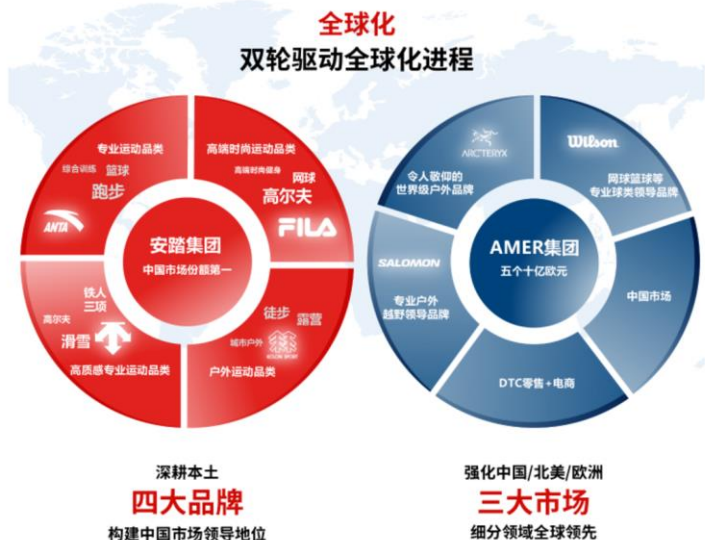 全球化
双轮驱动全球化进程
专业运动品类
综合训练 篮球
跑步
ANTA
高端时尚运动品类
高端时尚健身
网球
高尔夫
FILA
安踏集团
中国市场份额第一
铁人
三项
高尔夫
滑雪
高质感专业运动品类
徒步
露营
城市户外
KOLON SPORT
户外运动品类
ARC'TERYX
令人敬仰的
世界级户外品牌
Wilson
网球篮球等
专业球类领导品牌
SALOMON
专业户外
越野领导品牌
AMER集团
五个十亿欧元
中国市场
DTC零售+电商
深耕本土
四大品牌
构建中国市场领导地位
强化中国/北美/欧洲
三大市场
细分领域全球领先